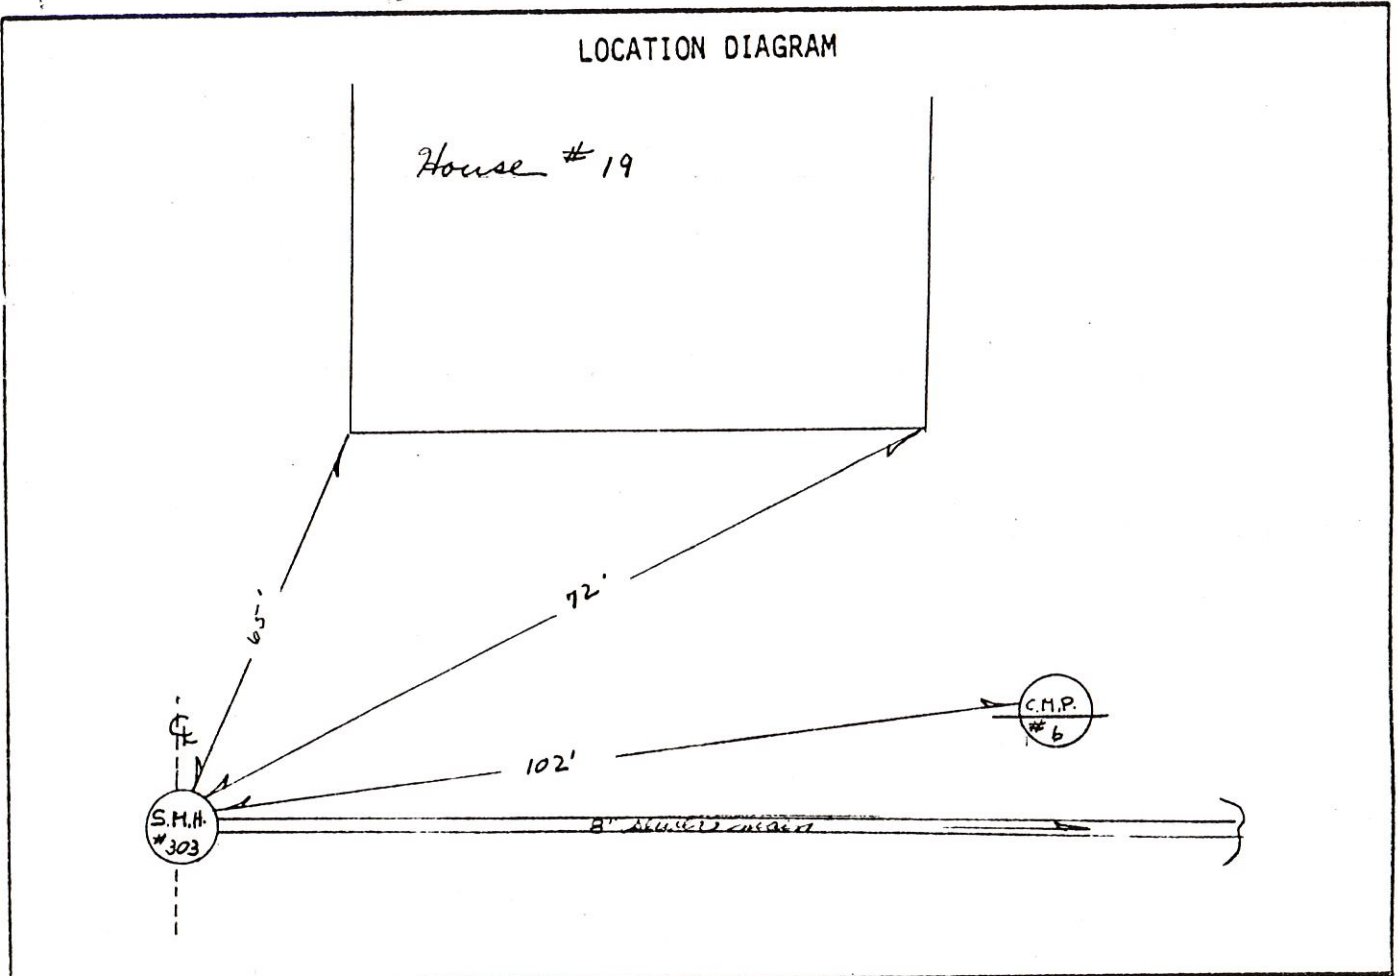 LOCATION DIAGRAM
House # 19
65'
72'
℄
102'
C.M.P.
# 6
S.M.H.
# 303
8"